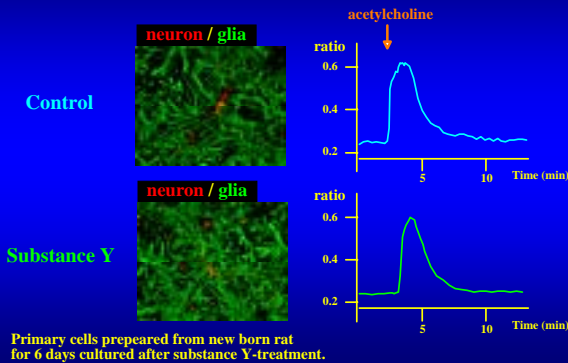 acetylcholine
neuron / glia
ratio
0.6
0.4
0.2
Control
5
10
Time (min)
neuron / glia
ratio
0.6
0.4
0.2
Substance Y
5
10
Time (min)
Primary cells prepeared from new born rat
for 6 days cultured after substance Y-treatment.